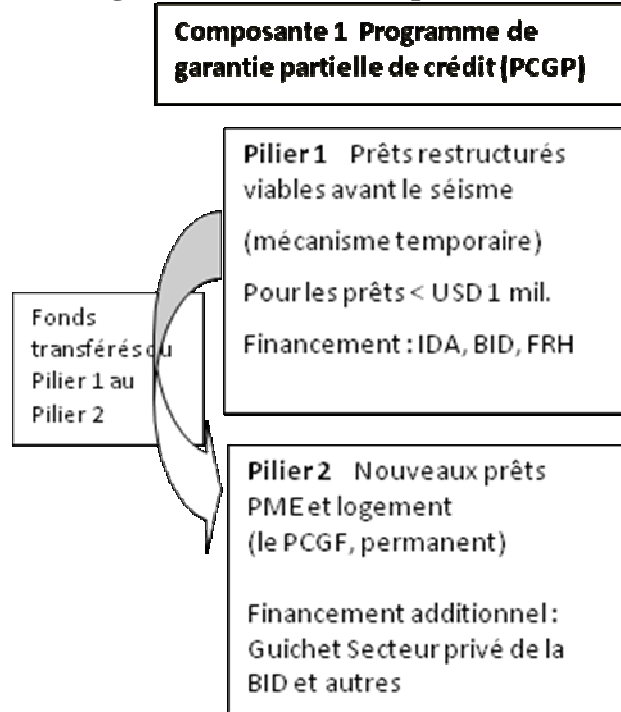 Composante 1 Programme de
garantie partielle de crédit (PCGP)
Pilier 1 Prêts restructurés
viables avant le séisme
(mécanisme temporaire)
Pour les prêts < USD 1 mil.
Financement : IDA, BID, FRH
Fonds
transférés du
Pilier 1 au
Pilier 2
Pilier 2 Nouveaux prêts
PME et logement
(le PCGF, permanent)
Financement additionnel :
Guichet Secteur privé de la
BID et autres